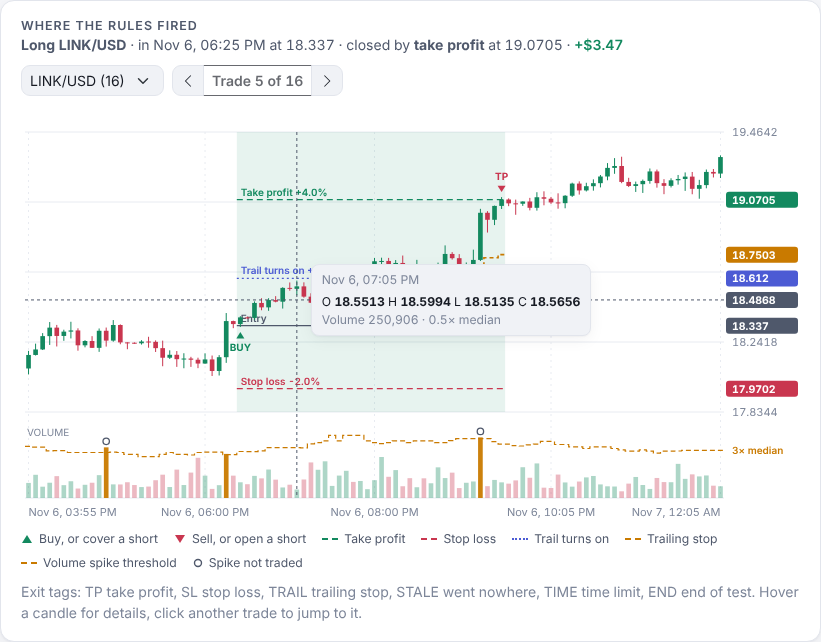 WHERE THE RULES FIRED
Long LINK/USD · in Nov 6, 06:25 PM at 18.337 · closed by take profit at 19.0705 · +$3.47
LINK/USD (16)
Trade 5 of 16
19.4642
TP
Take profit +4.0%
19.0705
18.7503
Trail turns on +
18.612
Nov 6, 07:05 PM
O 18.5513 H 18.5994 L 18.5135 C 18.5656
Volume 250,906 · 0.5× median
18.4868
Entry
18.337
BUY
18.2418
Stop loss -2.0%
17.9702
17.8344
VOLUME
3× median
Nov 6, 03:55 PM
Nov 6, 06:00 PM
Nov 6, 08:00 PM
Nov 6, 10:05 PM
Nov 7, 12:05 AM
Buy, or cover a short
Sell, or open a short
Take profit
Stop loss
Trail turns on
Trailing stop
Volume spike threshold
Spike not traded
Exit tags: TP take profit, SL stop loss, TRAIL trailing stop, STALE went nowhere, TIME time limit, END end of test. Hover
a candle for details, click another trade to jump to it.